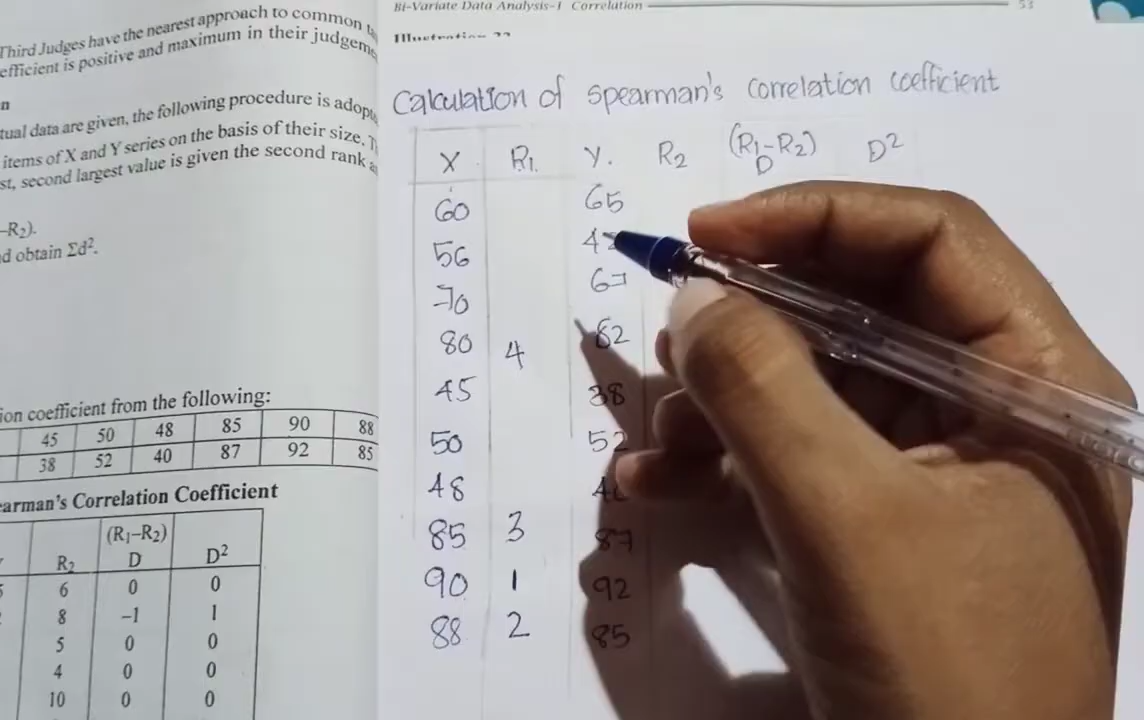 Bi-Variate Data Analysis-I Correlation 53
Third Judges have the nearest approach to common
efficient is positive and maximum in their
n
tual data are given, the following procedure is
items of X and Y series on the basis of their size.
st, second largest value is given the second rank
–R₂).
d obtain Σd².
ion coefficient from the following:
45 50 48 85 90 88
38 52 40 87 92 85
earman's Correlation Coefficient
R₂ (R₁–R₂) D D²
6 0 0
8 –1 1
5 0 0
4 0 0
10 0 0
Calculation of Spearman's correlation coefficient
X R₁ Y. R₂ (R₁-R₂) D D²
60 65
56
70 67
80 4
45 38
50 52
48
85 3 87
90 1 92
88 2 85